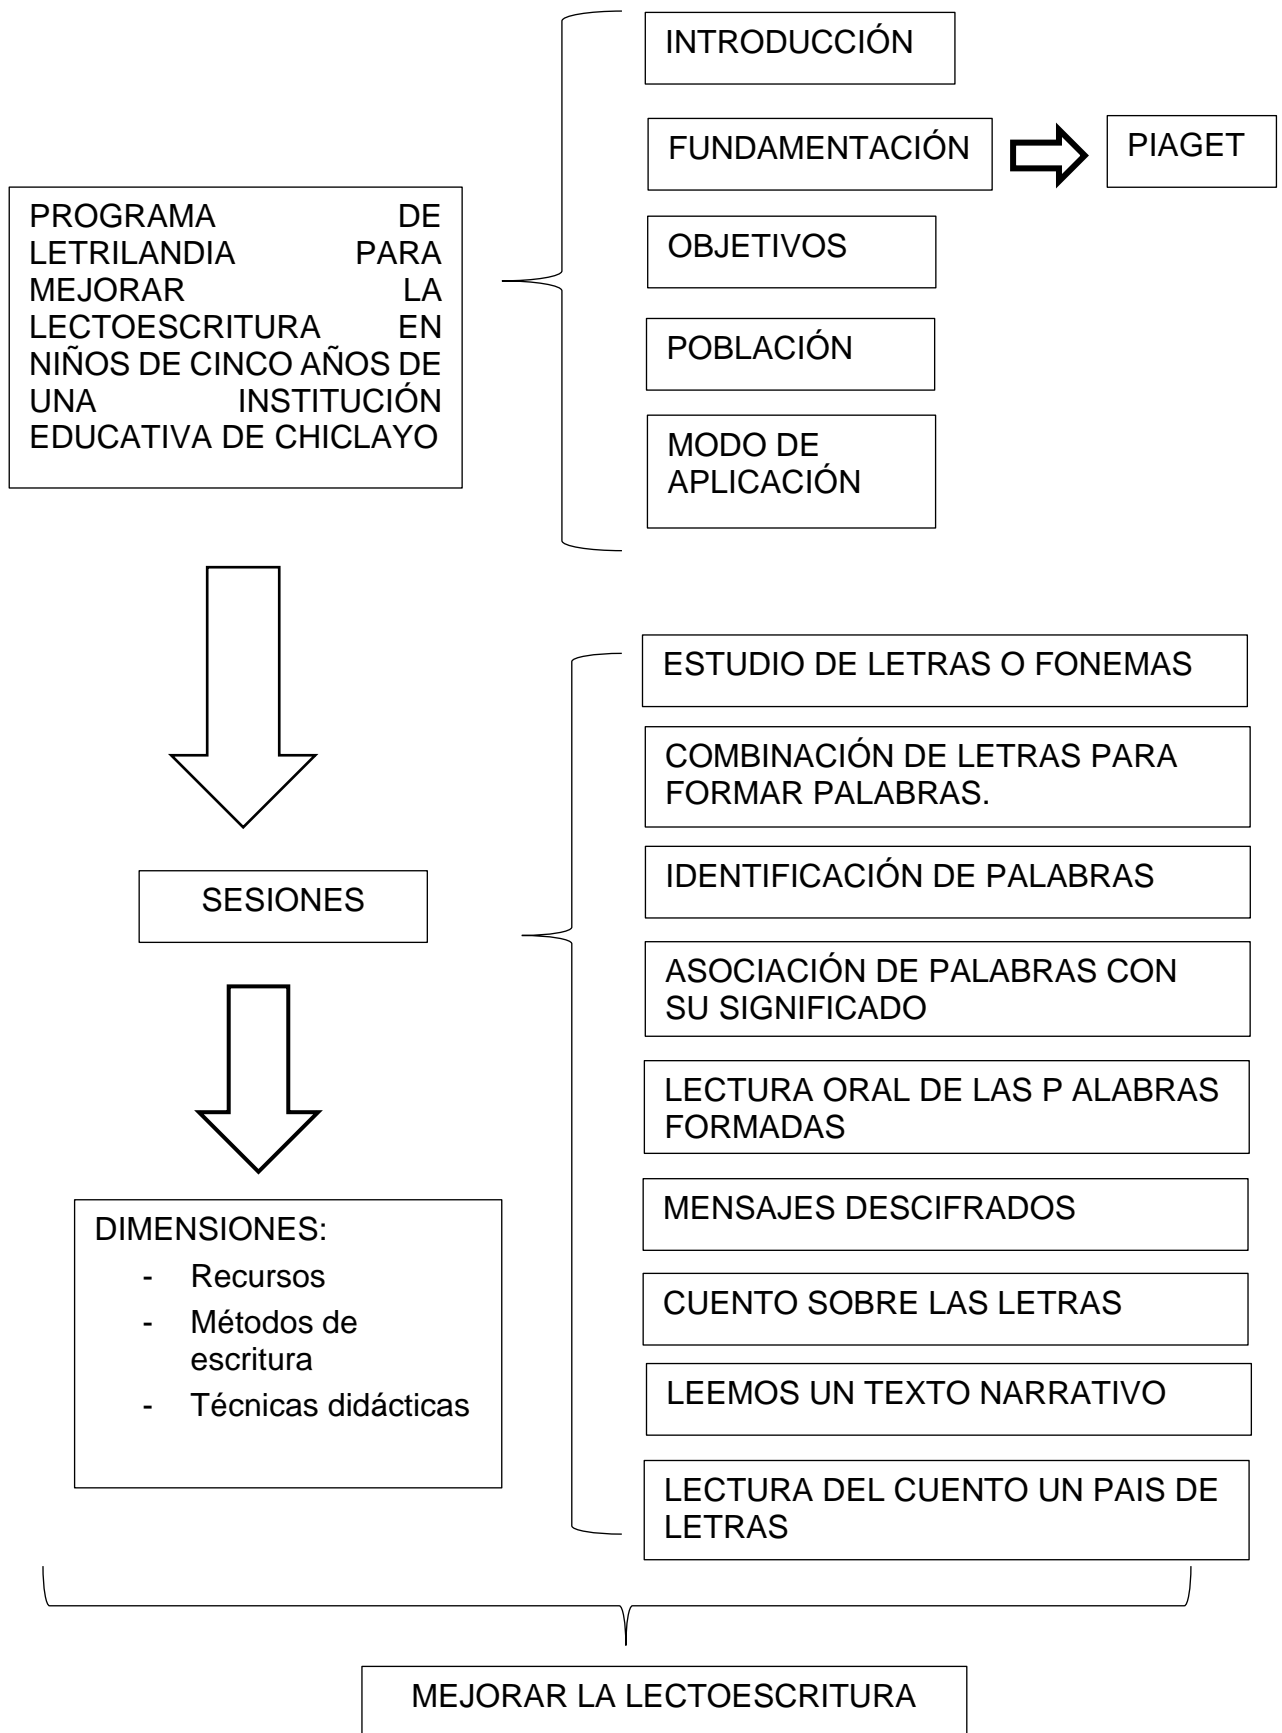 INTRODUCCIÓN
FUNDAMENTACIÓN
PIAGET
PROGRAMA DE
LETRILANDIA PARA
MEJORAR LA
LECTOESCRITURA EN
NIÑOS DE CINCO AÑOS DE
UNA INSTITUCIÓN
EDUCATIVA DE CHICLAYO
OBJETIVOS
POBLACIÓN
MODO DE
APLICACIÓN
SESIONES
ESTUDIO DE LETRAS O FONEMAS
COMBINACIÓN DE LETRAS PARA
FORMAR PALABRAS.
IDENTIFICACIÓN DE PALABRAS
ASOCIACIÓN DE PALABRAS CON
SU SIGNIFICADO
LECTURA ORAL DE LAS P ALABRAS
FORMADAS
MENSAJES DESCIFRADOS
CUENTO SOBRE LAS LETRAS
LEEMOS UN TEXTO NARRATIVO
LECTURA DEL CUENTO UN PAIS DE
LETRAS
DIMENSIONES:
- Recursos
- Métodos de
escritura
- Técnicas didácticas
MEJORAR LA LECTOESCRITURA